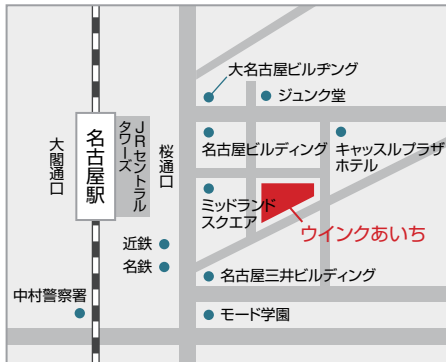 大名古屋ビルヂング
ジュンク堂
名古屋駅
JRセントラル
タワーズ
桜通口
太閤通口
名古屋ビルディング
キャッスルプラザ
ホテル
ミッドランド
スクエア
ウインクあいち
近鉄
名鉄
名古屋三井ビルディング
中村警察署
モード学園